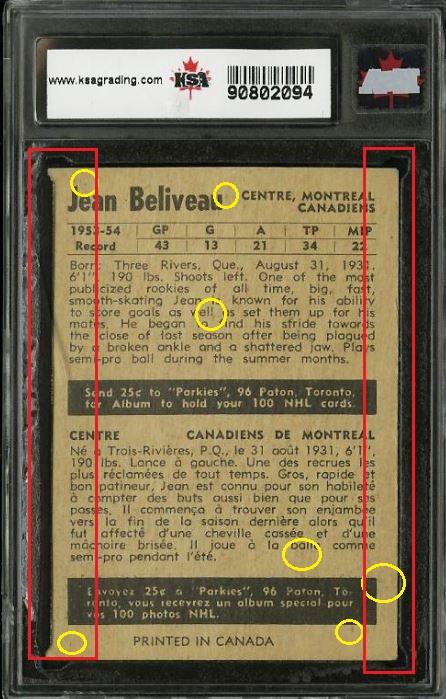 www.ksagrading.com KSA
90802094
Jean Beliveau CENTRE, MONTREAL
CANADIENS
1953-54 GP G A TP MIP
Record 43 13 21 34 22
Born: Three Rivers, Que., August 31, 1931.
6'1" 190 lbs. Shoots left. One of the most
publicized rookies of all time, big, fast,
smooth-skating Jean is known for his ability
to score goals as well as set them up for his
mates. He began to find his stride towards
the close of last season after being plagued
by a broken ankle and a shattered jaw. Plays
semi-pro ball during the summer months.
Send 25¢ to "Parkies", 96 Paton, Toronto,
for Album to hold your 100 NHL cards.
CENTRE CANADIENS DE MONTREAL
Né à Trois-Rivières, P.Q., le 31 août 1931, 6'1",
190 lbs. Lance à gauche. Une des recrues les
plus réclamées de tout temps. Gros, rapide et
bon patineur, Jean est connu pour son habileté
à compter des buts aussi bien que pour ses
passes. Il commença à trouver son enjambée
vers la fin de la saison dernière alors qu'il
fut affecté d'une cheville cassée et d'une
mâchoire brisée. Il joue à la balle comme
semi-pro pendant l'été.
Envoyez 25¢ à "Parkies", 96 Paton, To-
ronto, vous recevrez un album special pour
vos 100 photos NHL.
PRINTED IN CANADA